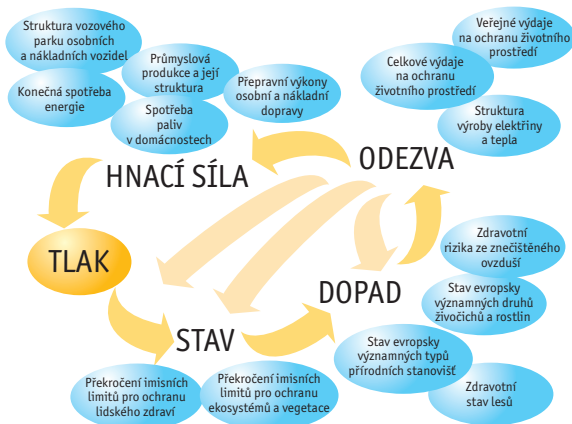 Struktura vozového
parku osobních
a nákladních vozidel
Průmyslová
produkce a její
struktura
Konečná spotřeba
energie
Spotřeba
paliv
v domácnostech
Přepravní výkony
osobní a nákladní
dopravy
Veřejné výdaje
na ochranu životního
prostředí
Celkové výdaje
na ochranu
životního prostředí
Struktura
výroby elektřiny
a tepla
HNACÍ SÍLA
ODEZVA
TLAK
STAV
DOPAD
Zdravotní
rizika ze znečištěného
ovzduší
Stav evropsky
významných druhů
živočichů a rostlin
Stav evropsky
významných typů
přírodních stanovišť
Zdravotní
stav lesů
Překročení imisních
limitů pro ochranu
lidského zdraví
Překročení imisních
limitů pro ochranu
ekosystémů a vegetace